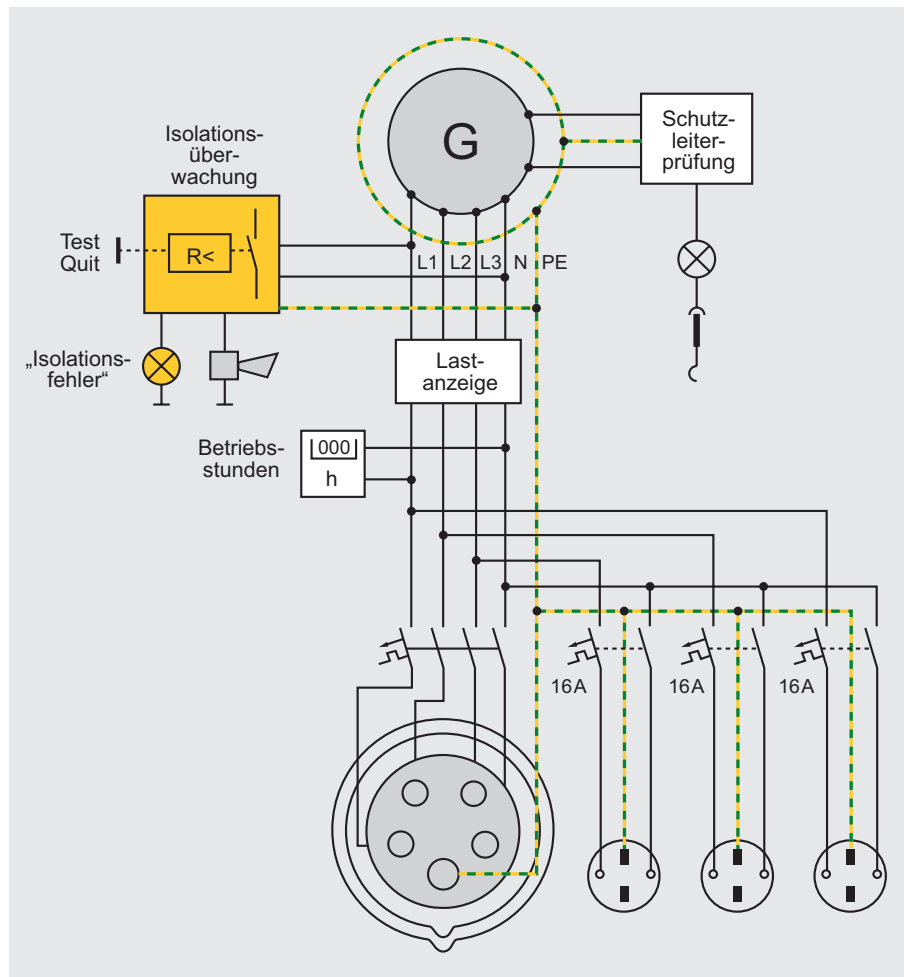 G
Schutz-
leiter-
prüfung
Isolations-
über-
wachung
Test
Quit
R<
L1 L2 L3 N PE
„Isolations-
fehler“
Last-
anzeige
Betriebs-
stunden
000
h
16A 16A 16A